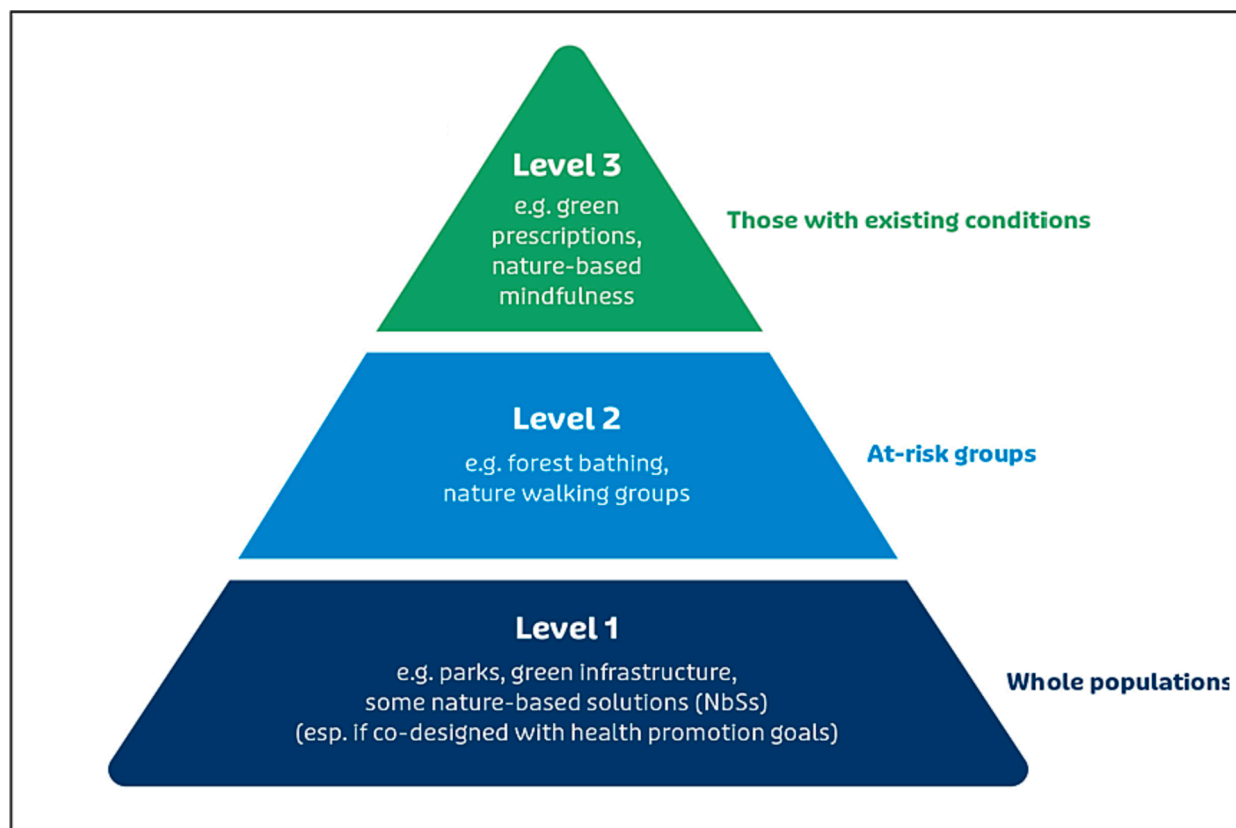 Level 3
e.g. green
prescriptions,
nature-based
mindfulness
Those with existing conditions
Level 2
e.g. forest bathing,
nature walking groups
At-risk groups
Level 1
e.g. parks, green infrastructure,
some nature-based solutions (NbSs)
(esp. if co-designed with health promotion goals)
Whole populations